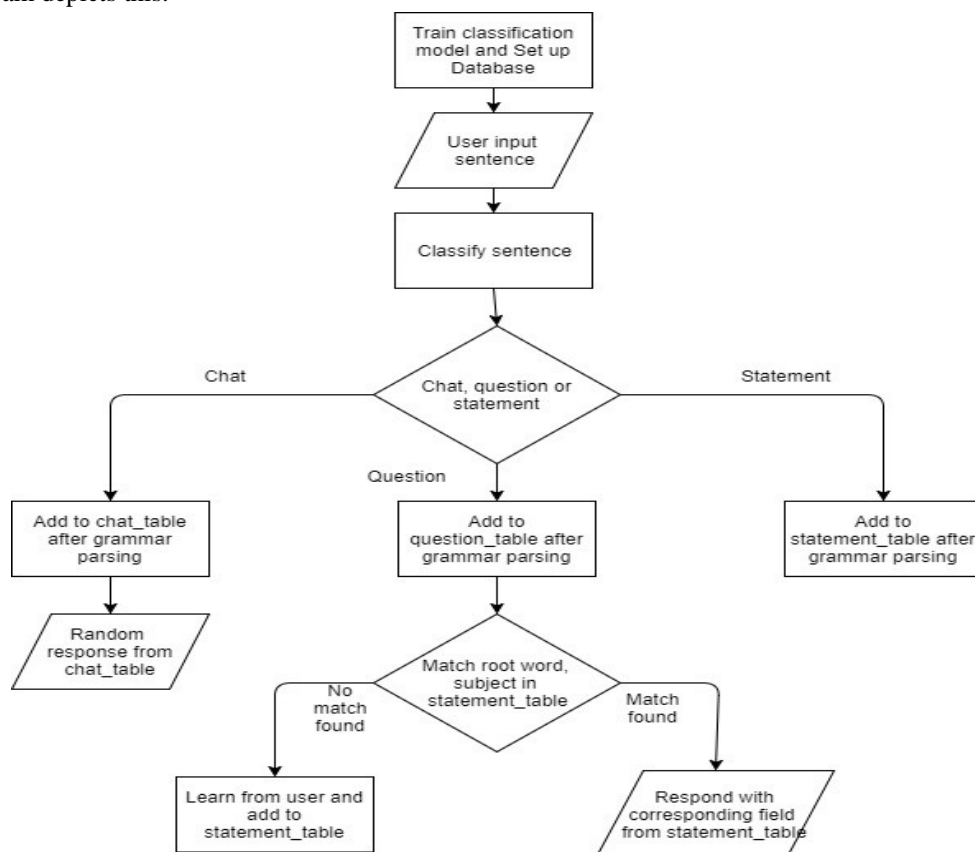 am depicts this.
Train classification
model and Set up
Database
User input
sentence
Classify sentence
Chat
Chat, question or
statement
Statement
Question
Add to chat_table
after grammar
parsing
Add to
question_table after
grammar parsing
Add to
statement_table after
grammar parsing
Random
response from
chat_table
Match root word,
subject in
statement_table
No
match
found
Match
found
Learn from user and
add to
statement_table
Respond with
corresponding field
from statement_table